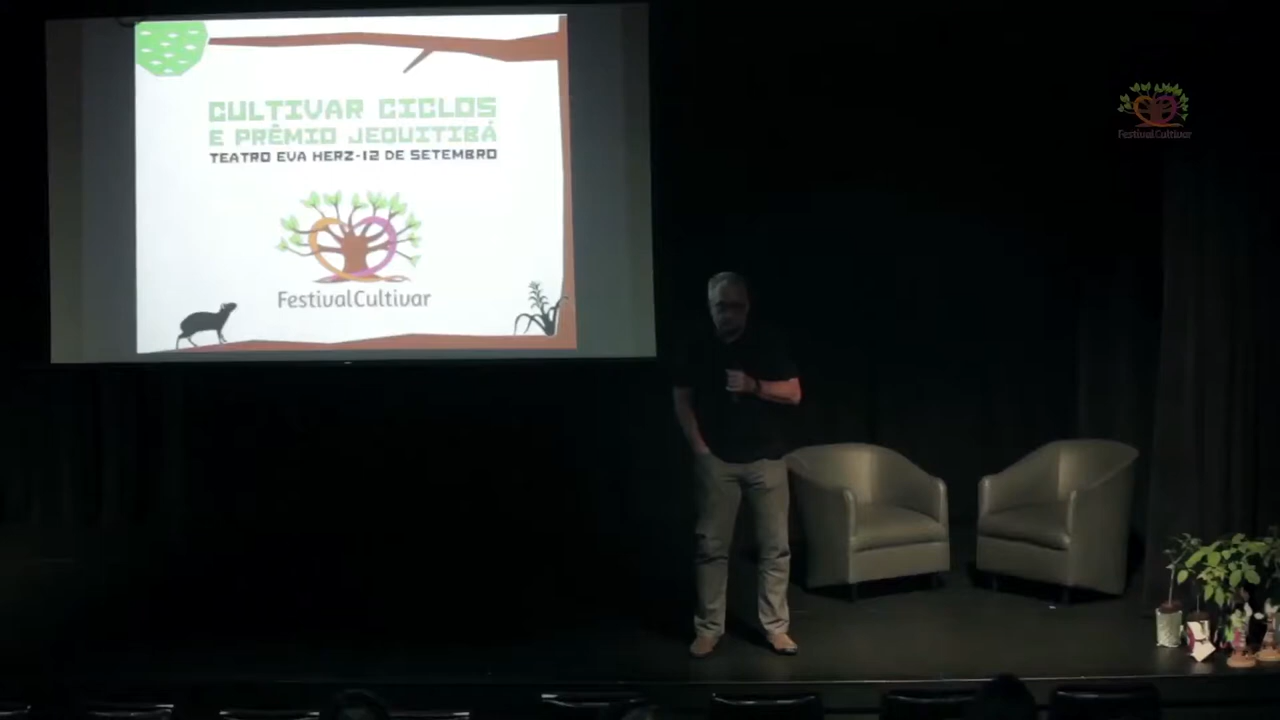 CULTIVAR CICLOS
E PRÊMIO JEQUITIBÁ
TEATRO EVA HERZ-12 DE SETEMBRO
FestivalCultivar
FestivalCultivar